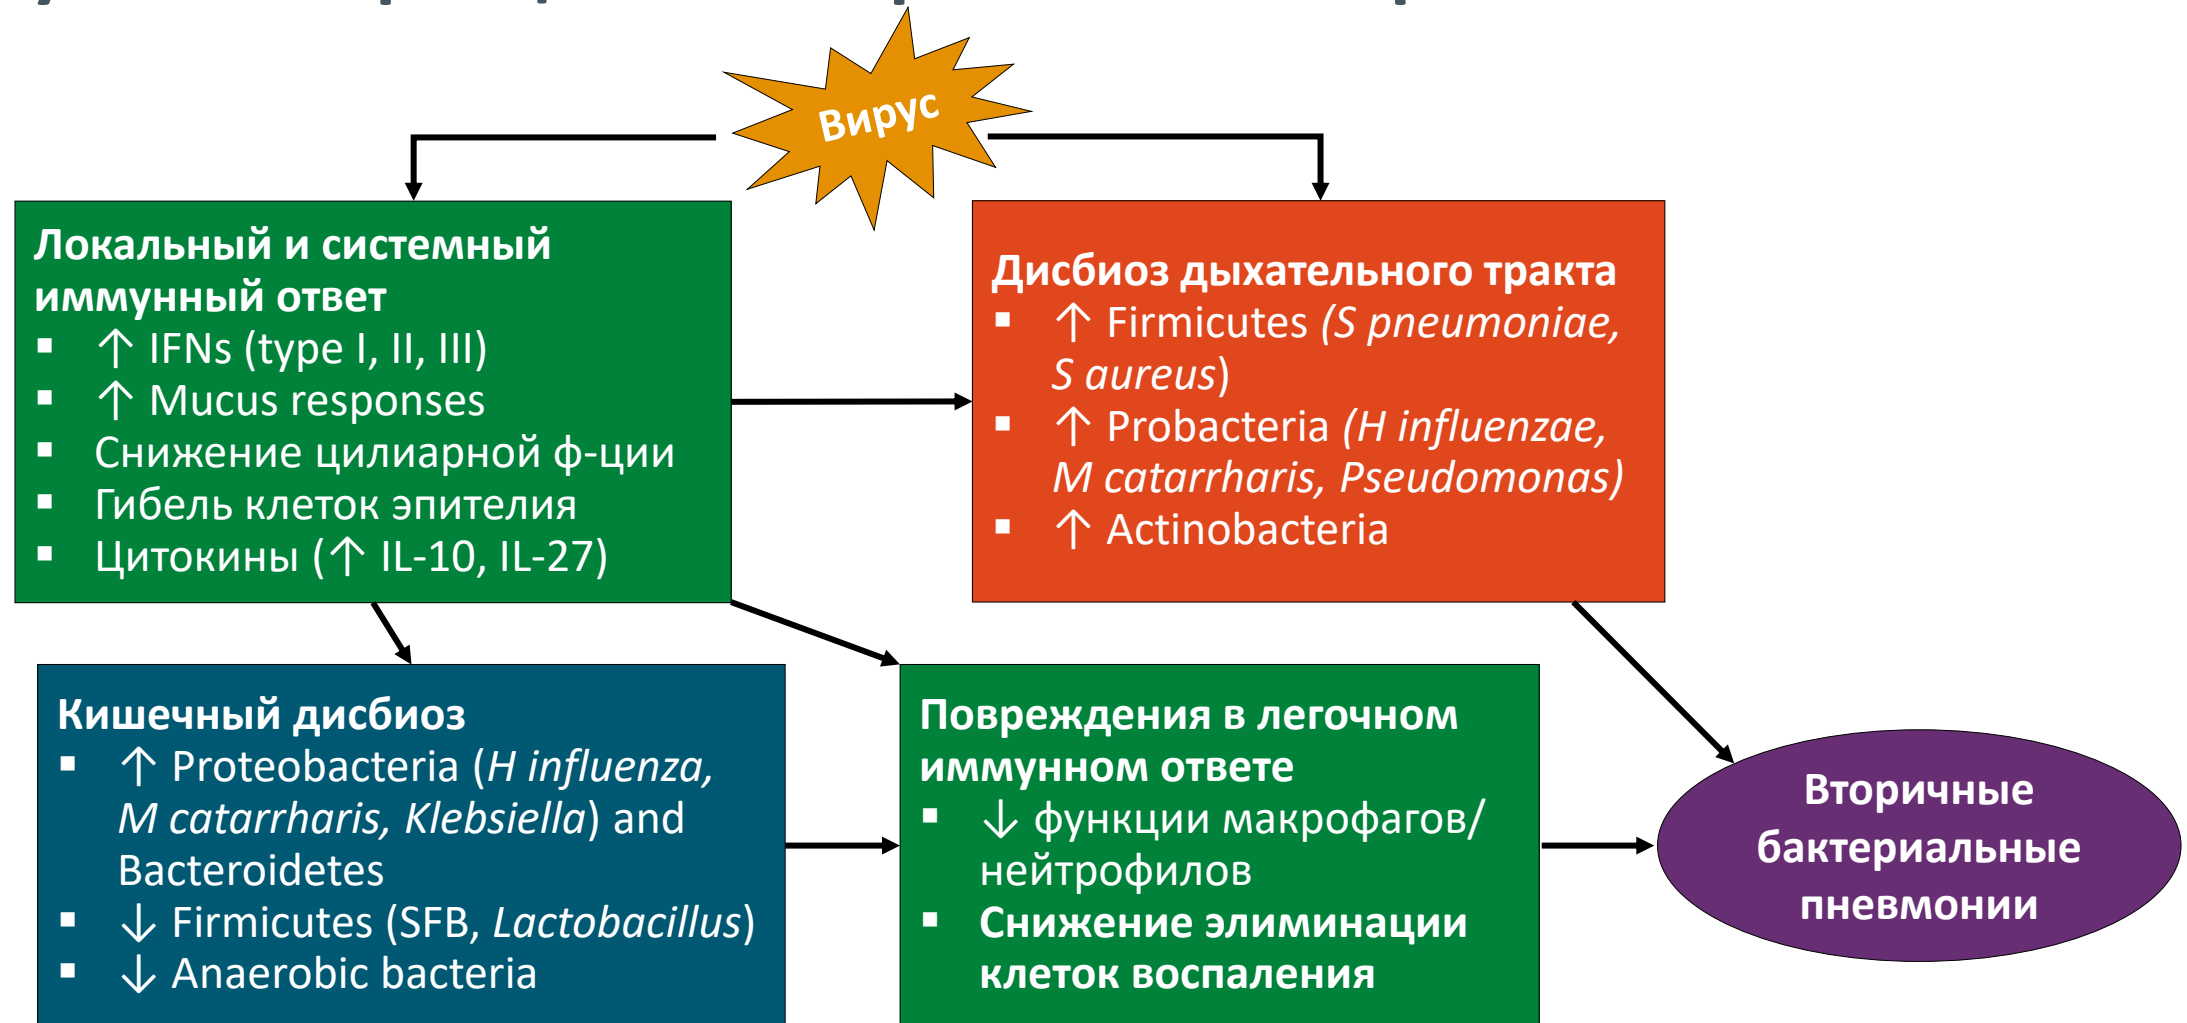 Вирус
Локальный и системный
иммунный ответ
▪ ↑ IFNs (type I, II, III)
▪ ↑ Mucus responses
▪ Снижение цилиарной ф-ции
▪ Гибель клеток эпителия
▪ Цитокины (↑ IL-10, IL-27)
Дисбиоз дыхательного тракта
▪ ↑ Firmicutes (S pneumoniae,
S aureus)
▪ ↑ Probacteria (H influenzae,
M catarrharis, Pseudomonas)
▪ ↑ Actinobacteria
Кишечный дисбиоз
▪ ↑ Proteobacteria (H influenza,
M catarrharis, Klebsiella) and
Bacteroidetes
▪ ↓ Firmicutes (SFB, Lactobacillus)
▪ ↓ Anaerobic bacteria
Повреждения в легочном
иммунном ответе
▪ ↓ функции макрофагов/
нейтрофилов
▪ Снижение элиминации
клеток воспаления
Вторичные
бактериальные
пневмонии